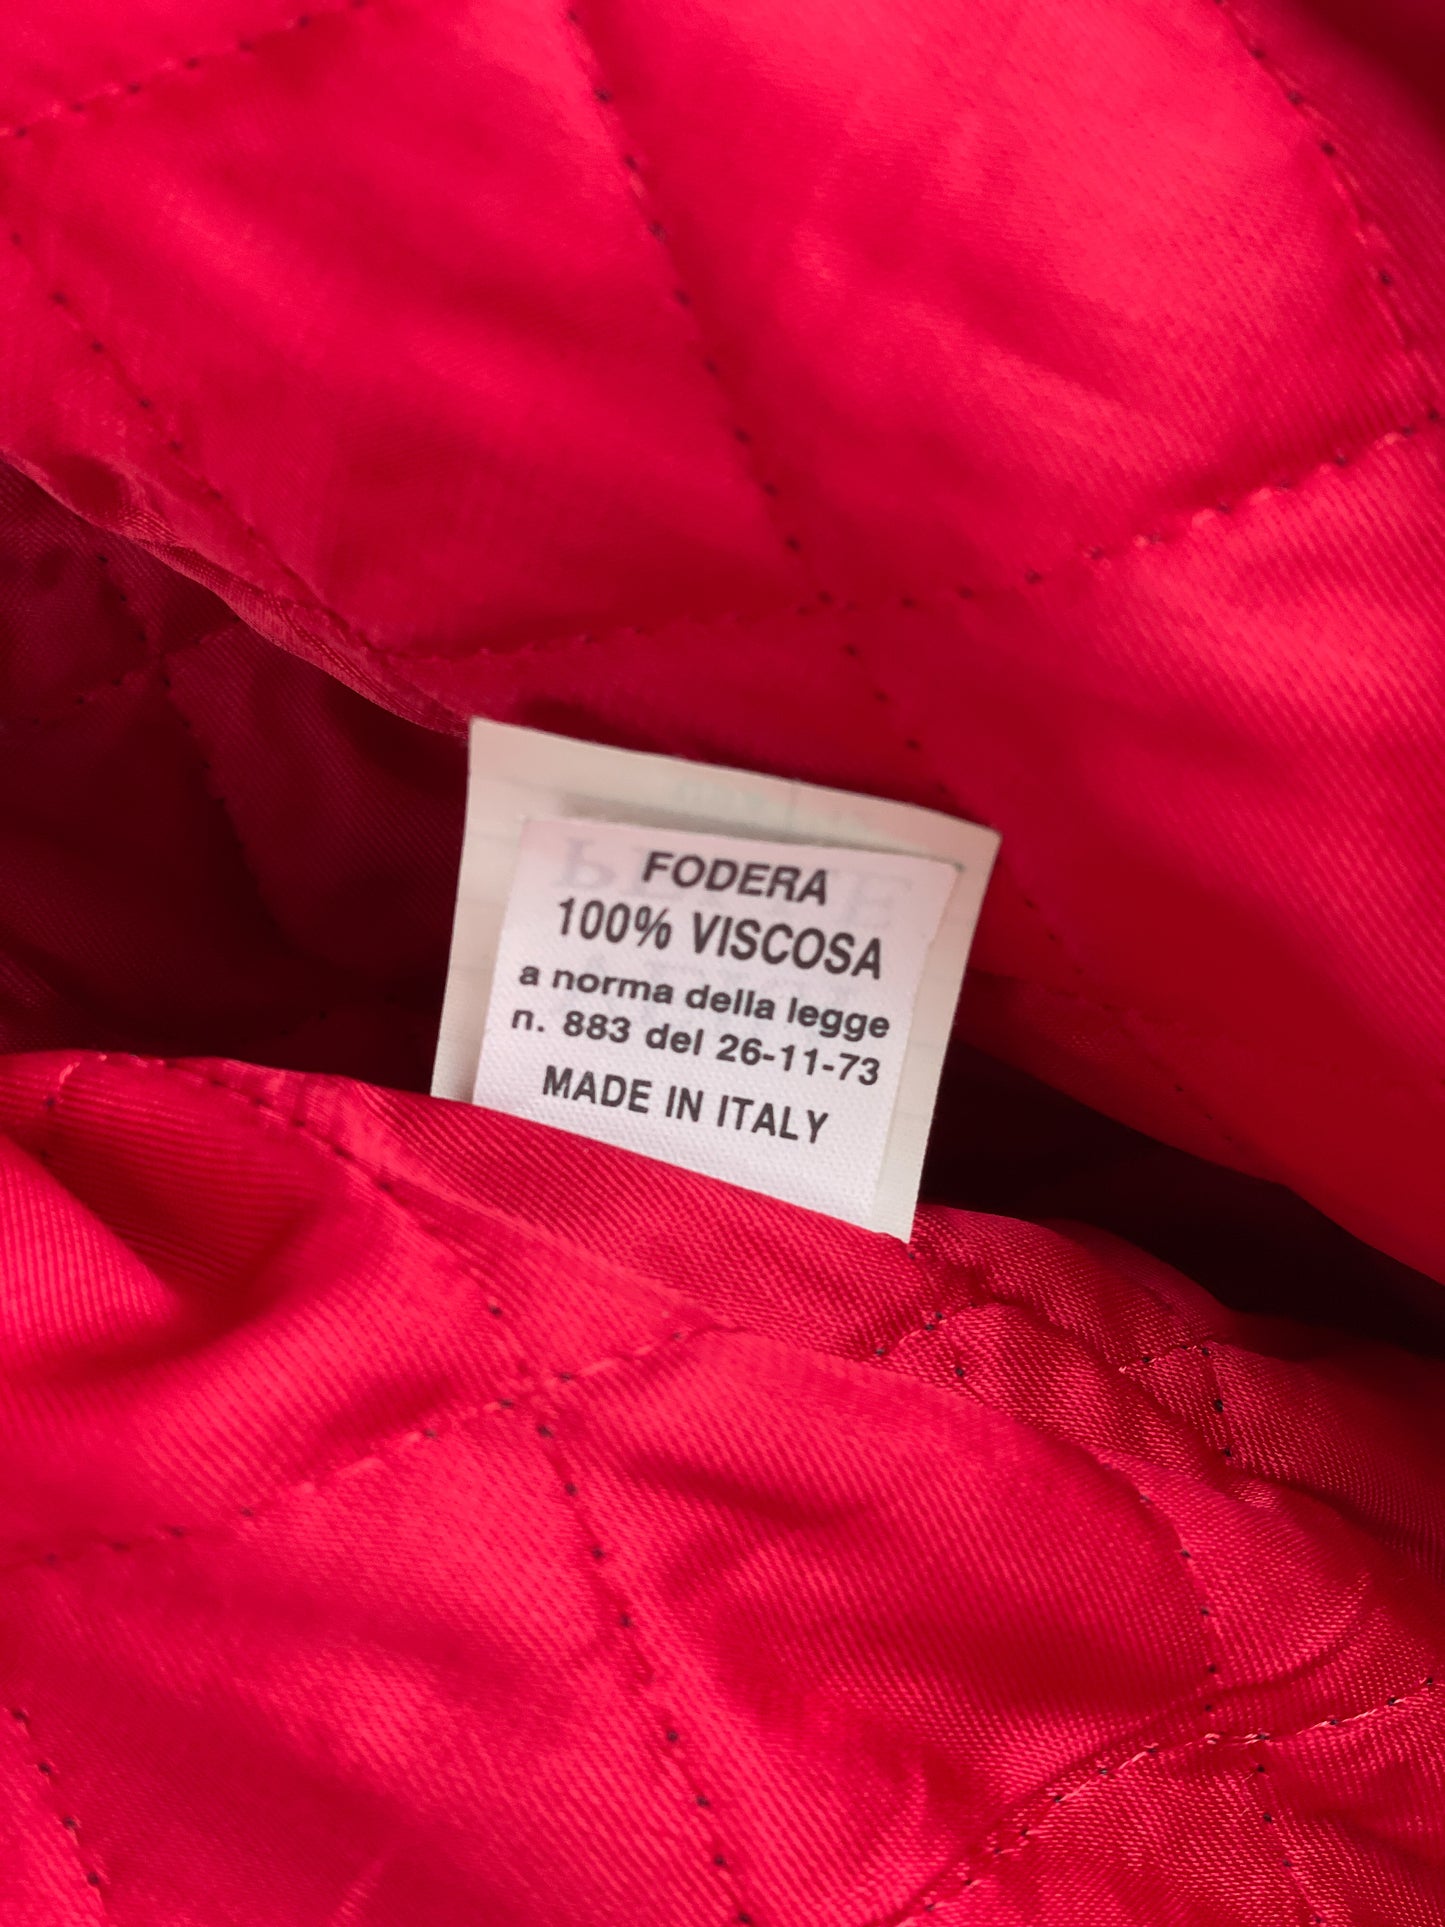 FODERA
100% VISCOSA
a norma della legge
n. 883 del 26-11-73
MADE IN ITALY